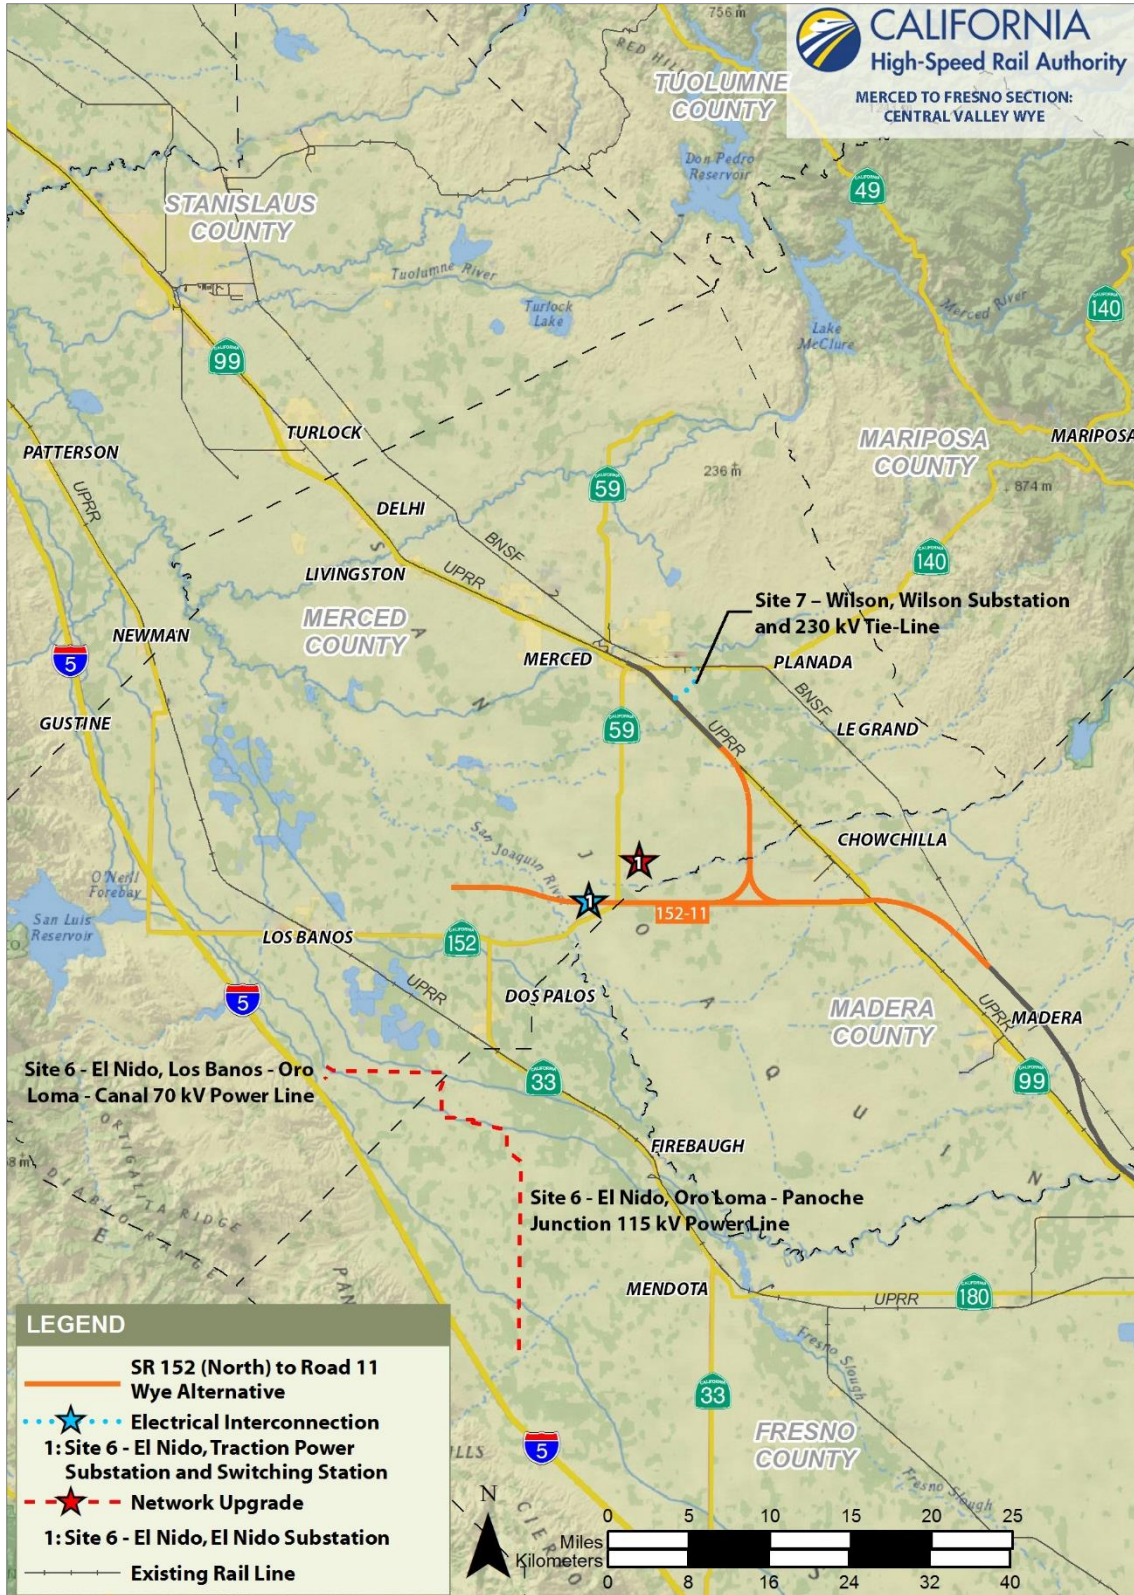 CALIFORNIA
High-Speed Rail Authority
MERCED TO FRESNO SECTION:
CENTRAL VALLEY WYE
756 m
RED HILLS
TUOLUMNE
COUNTY
Don Pedro
Reservoir
49
STANISLAUS
COUNTY
Tuolumne River
Turlock
Lake
Merced River
140
Lake
McClure
99
TURLOCK
PATTERSON
UPRR
MARIPOSA
COUNTY
MARIPOSA
236 m
874 m
59
DELHI
BNSF
140
LIVINGSTON
UPRR
MERCED
COUNTY
Site 7 – Wilson, Wilson Substation
and 230 kV Tie-Line
NEWMAN
5
MERCED
PLANADA
GUSTINE
59
BNSF
LE GRAND
UPRR
San Joaquin River
CHOWCHILLA
1
O'Neill
Forebay
1
152-11
San Luis
Reservoir
LOS BANOS
152
UPRR
DOS PALOS
5
MADERA
COUNTY
MADERA
UPRR
99
Site 6 - El Nido, Los Banos - Oro
Loma - Canal 70 kV Power Line
33
ORTIGALITA RIDGE
DIABLO RANGE
FIREBAUGH
Site 6 - El Nido, Oro Loma - Panoche
Junction 115 kV Power Line
S A N J O A Q U I N
MENDOTA
UPRR
180
Fresno Slough
33
FRESNO
COUNTY
5
Fresno Slough
LEGEND
SR 152 (North) to Road 11
Wye Alternative
Electrical Interconnection
1: Site 6 - El Nido, Traction Power
Substation and Switching Station
Network Upgrade
1: Site 6 - El Nido, El Nido Substation
Existing Rail Line
N
0 5 10 15 20 25
Miles
Kilometers
0 8 16 24 32 40